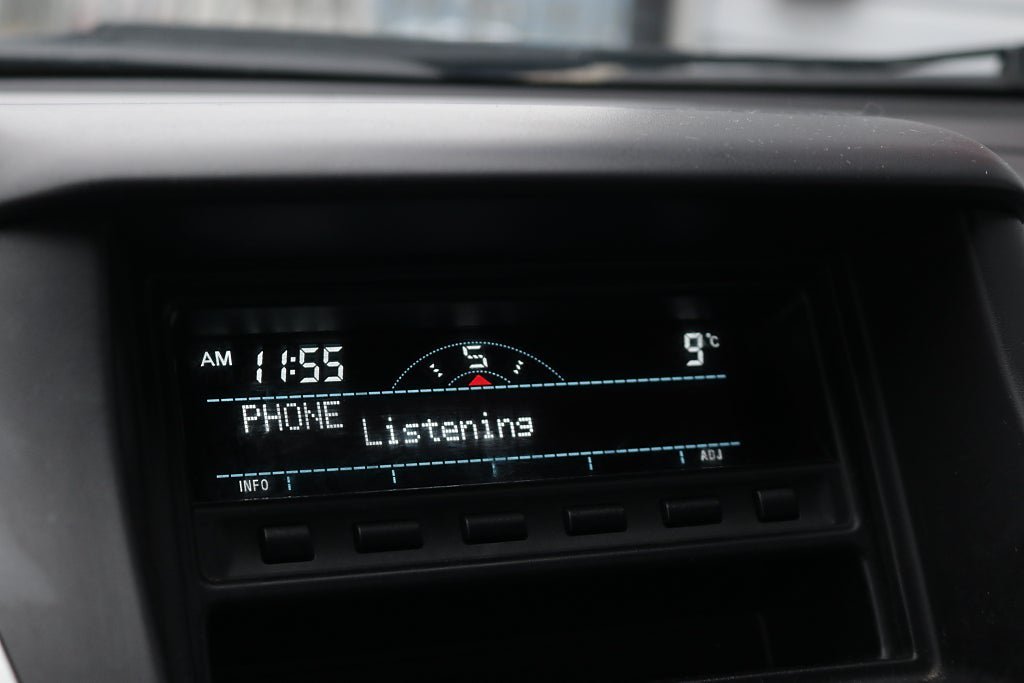 AM 11:55 S 9°C
PHONE Listening
INFO ADJ